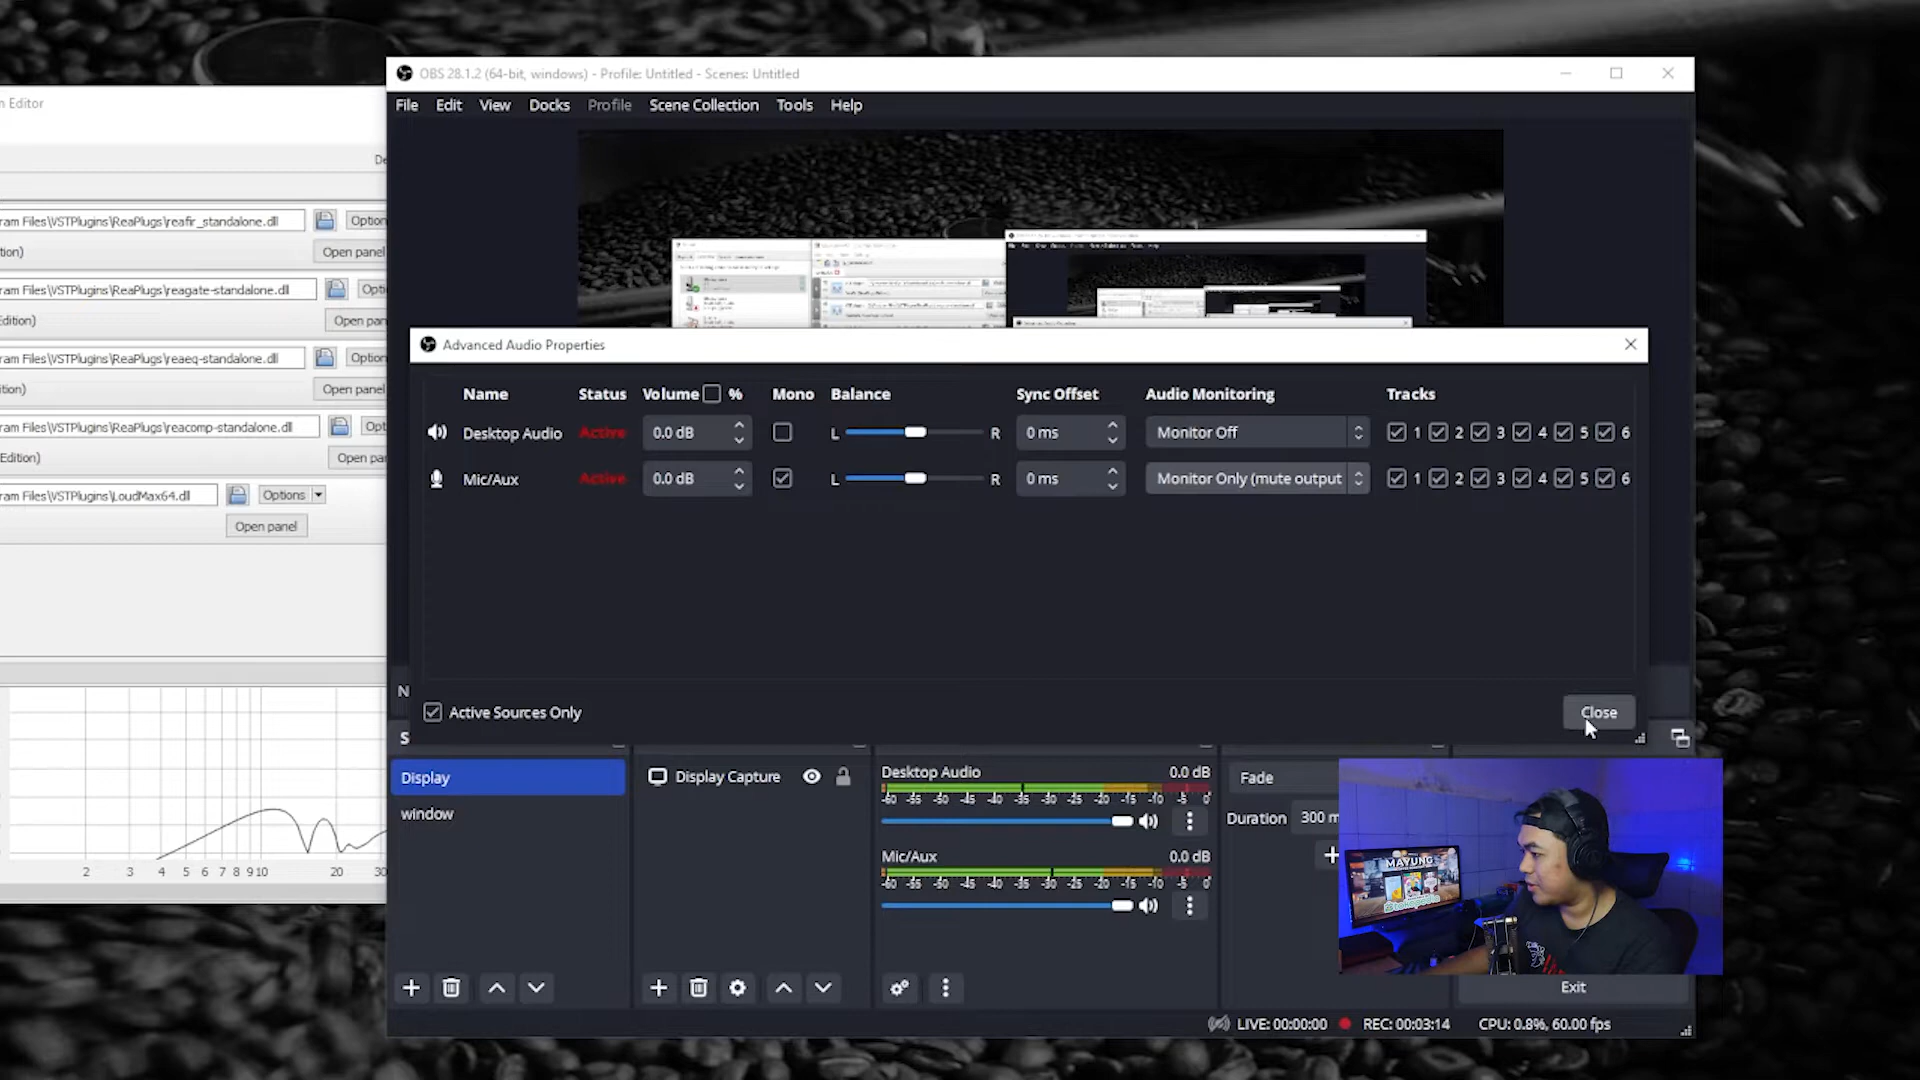 OBS 28.1.2 (64-bit, windows) - Profile: Untitled - Scenes: Untitled
File Edit View Docks Profile Scene Collection Tools Help
n Editor
ram Files\VSTPlugins\ReaPlugs\reafir_standalone.dll
Open panel
ram Files\VSTPlugins\ReaPlugs\reagate-standalone.dll
Edition)
Open pan
ram Files\VSTPlugins\ReaPlugs\reaeq-standalone.dll
Open panel
ram Files\VSTPlugins\ReaPlugs\reacomp-standalone.dll
Edition)
Open pan
ram Files\VSTPlugins\LoudMax64.dll Options
Open panel
2 3 4 5 6 7 8 9 10 20 30
Advanced Audio Properties
Name Status Volume % Mono Balance Sync Offset Audio Monitoring Tracks
Desktop Audio Active 0.0 dB L R 0 ms Monitor Off 1 2 3 4 5 6
Mic/Aux Active 0.0 dB L R 0 ms Monitor Only (mute output 1 2 3 4 5 6
Active Sources Only Close
N
S
Display
window
Display Capture
Desktop Audio 0.0 dB
-60 -55 -50 -45 -40 -35 -30 -25 -20 -15 -10 -5 0
Mic/Aux 0.0 dB
-60 -55 -50 -45 -40 -35 -30 -25 -20 -15 -10 -5 0
Fade
Duration 300 m
MAYUNG
@tokopedia
Exit
LIVE: 00:00:00 REC: 00:03:14 CPU: 0.8%, 60.00 fps